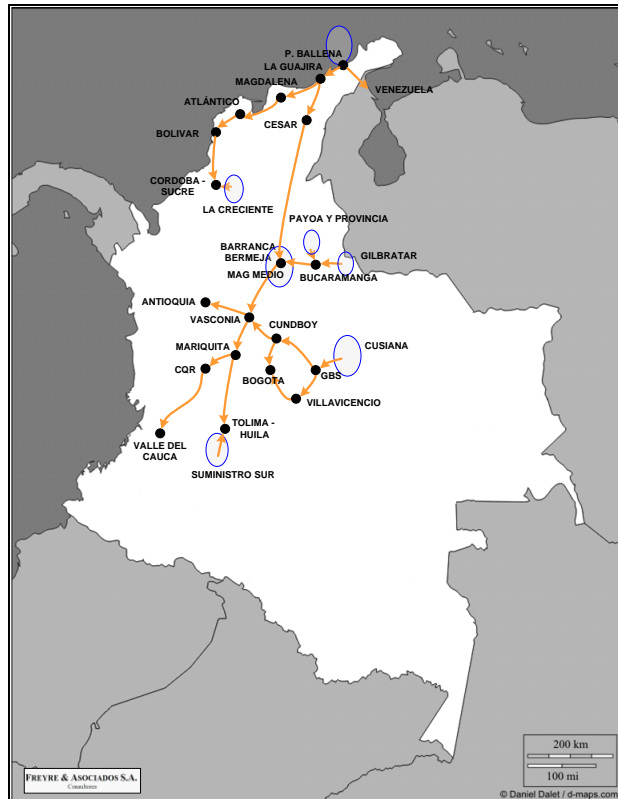 P. BALLENA
LA GUAJIRA
MAGDALENA
VENEZUELA
ATLÁNTICO
CESAR
BOLIVAR
CORDOBA -
SUCRE
LA CRECIENTE
PAYOA Y PROVINCIA
BARRANCA
BERMEJA
MAG MEDIO
GILBRATAR
BUCARAMANGA
ANTIOQUIA
VASCONIA
CUNDBOY
MARIQUITA
CUSIANA
CQR
BOGOTA
GBS
VILLAVICENCIO
TOLIMA -
HUILA
VALLE DEL
CAUCA
SUMINISTRO SUR
200 km
100 mi
FREYRE & ASOCIADOS S.A.
Consultores
© Daniel Dalet / d-maps.com